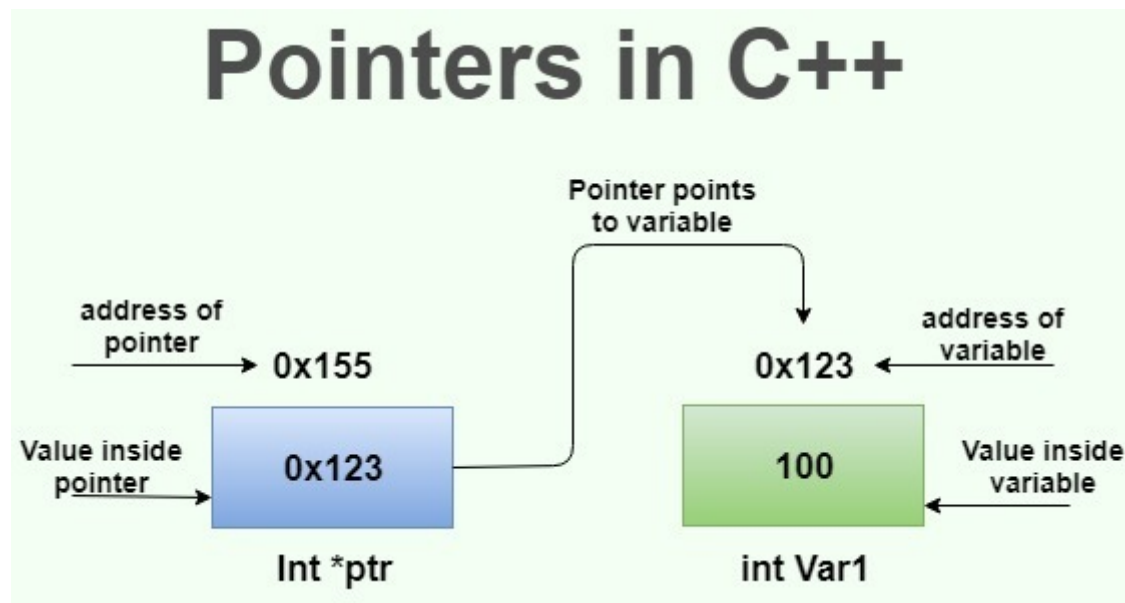 Pointers in C++
Pointer points
to variable
address of
pointer
0x155
address of
variable
0x123
Value inside
pointer
0x123
100
Value inside
variable
Int *ptr
int Var1